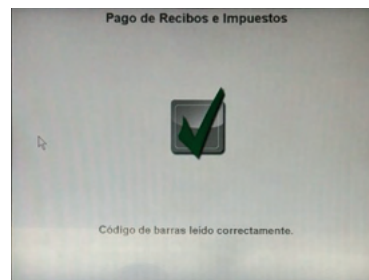 Pago de Recibos e Impuestos
Código de barras leído correctamente.